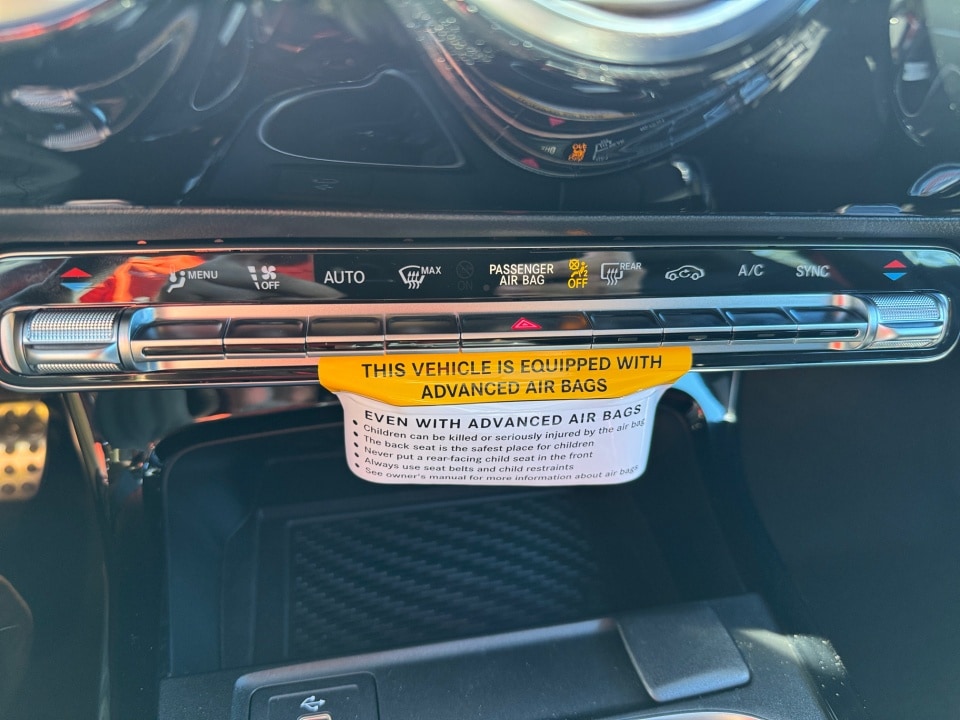 MENU
OFF
AUTO
MAX
ON
PASSENGER
AIR BAG
OFF
REAR
A/C
SYNC
THIS VEHICLE IS EQUIPPED WITH
ADVANCED AIR BAGS
EVEN WITH ADVANCED AIR BAGS
• Children can be killed or seriously injured by the air bag
• The back seat is the safest place for children
• Never put a rear-facing child seat in the front
• Always use seat belts and child restraints
• See owner's manual for more information about air bags